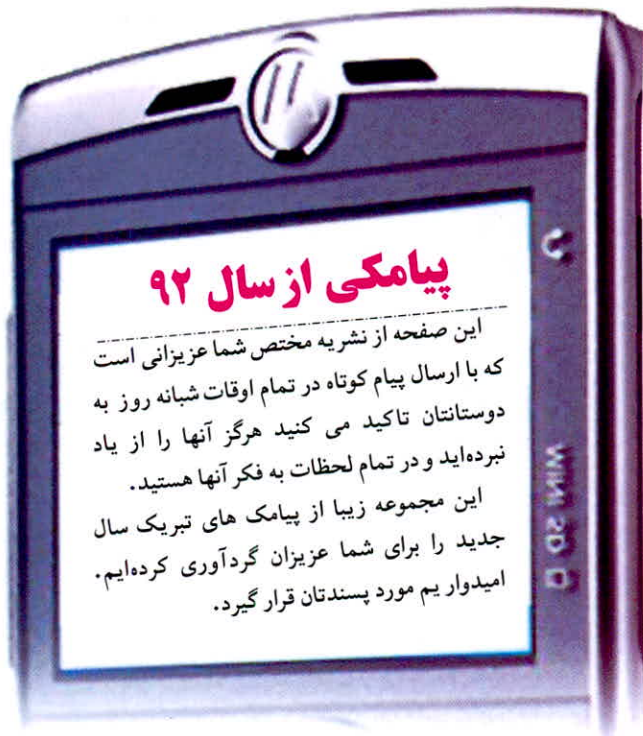 پیامکی از سال ۹۲
این صفحه از نشریه مختص شما عزیزانی است
که با ارسال پیام کوتاه در تمام اوقات شبانه روز به
دوستانتان تاکید می کنید هرگز آنها را از یاد
نبرده‌اید و در تمام لحظات به فکر آنها هستید.
این مجموعه زیبا از پیامک های تبریک سال
جدید را برای شما عزیزان گردآوری کرده‌ایم.
امیدوار یم مورد پسندتان قرار گیرد.
MINI SD